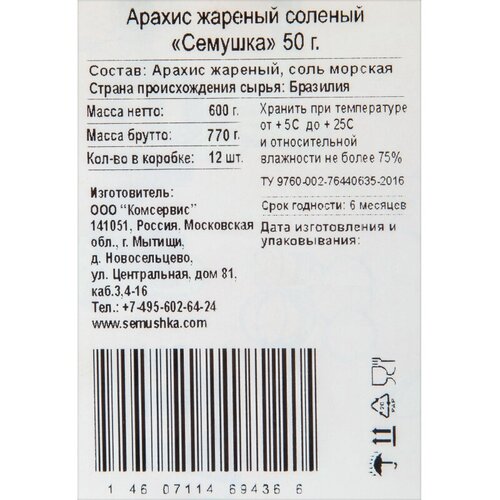 Арахис жареный соленый
«Семушка» 50 г.
Состав: Арахис жареный, соль морская
Страна происхождения сырья: Бразилия
Масса нетто: 600 г.
Масса брутто: 770 г.
Кол-во в коробке: 12 шт.
Хранить при температуре
от +5С до +25С
и относительной
влажности не более 75%
ТУ 9760-002-76440635-2016
Срок годности: 6 месяцев
Дата изготовления и
упаковывания:
Изготовитель:
ООО "Комсервис"
141051, Россия. Московская
обл., г. Мытищи,
д. Новосельцево,
ул. Центральная, дом 81,
каб.3,4-16
Тел.: +7-495-602-64-24
www.semushka.com
1 46 07114 69436 6